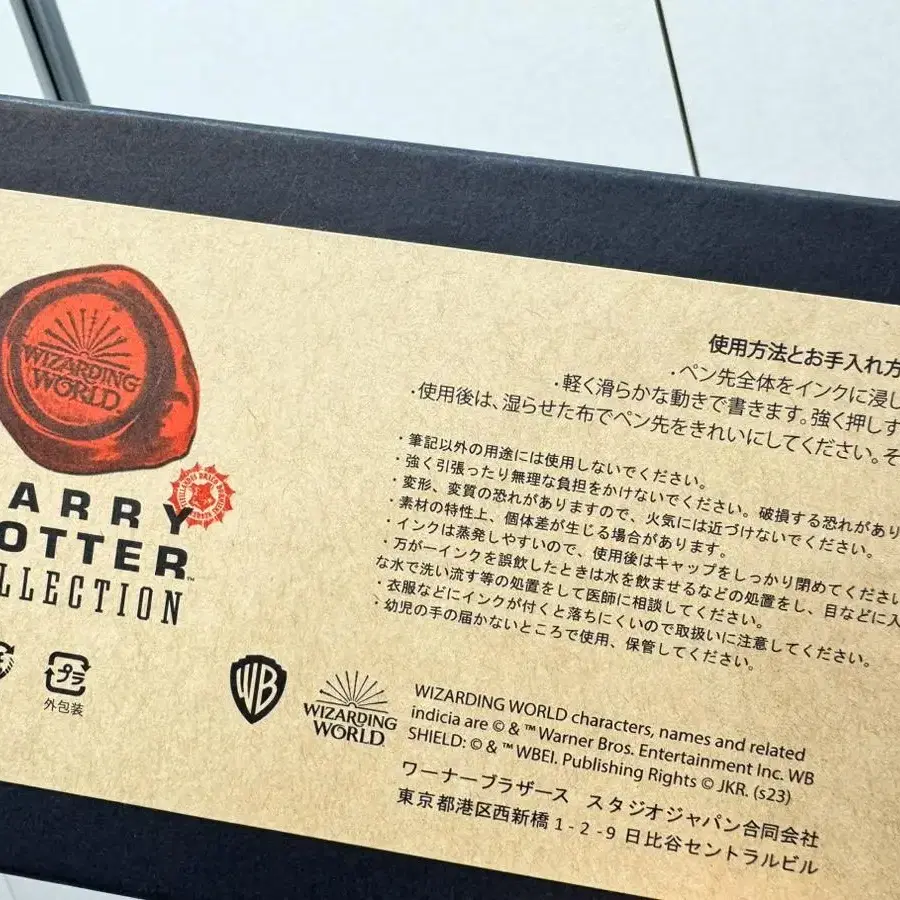 WIZARDING
WORLD
ARRY
OTTER™
LLECTION
プラ
外包装
使用方法とお手入れ方
・ペン先全体をインクに浸し
・軽く滑らかな動きで書きます。強く押しす
・使用後は、湿らせた布でペン先をきれいにしてください。そ
・筆記以外の用途には使用しないでください。
・強く引張ったり無理な負担をかけないでください。破損する恐れがあり
・変形、変質の恐れがありますので、火気には近づけないでください。
・素材の特性上、個体差が生じる場合があります。
・インクは蒸発しやすいので、使用後はキャップをしっかり閉めてくださ
・万が一インクを誤飲したときは水を飲ませるなどの処置をし、目などに入
な水で洗い流す等の処置をして医師に相談してください。
・衣服などにインクが付くと落ちにくいので取扱いに注意してください。
・幼児の手の届かないところで使用、保管してください。
WB
WIZARDING
WORLD
WIZARDING WORLD characters, names and related
indicia are © & ™ Warner Bros. Entertainment Inc. WB
SHIELD: © & ™ WBEI. Publishing Rights © JKR. (s23)
ワーナーブラザース スタジオジャパン合同会社
東京都港区西新橋 1 - 2 - 9 日比谷セントラルビル